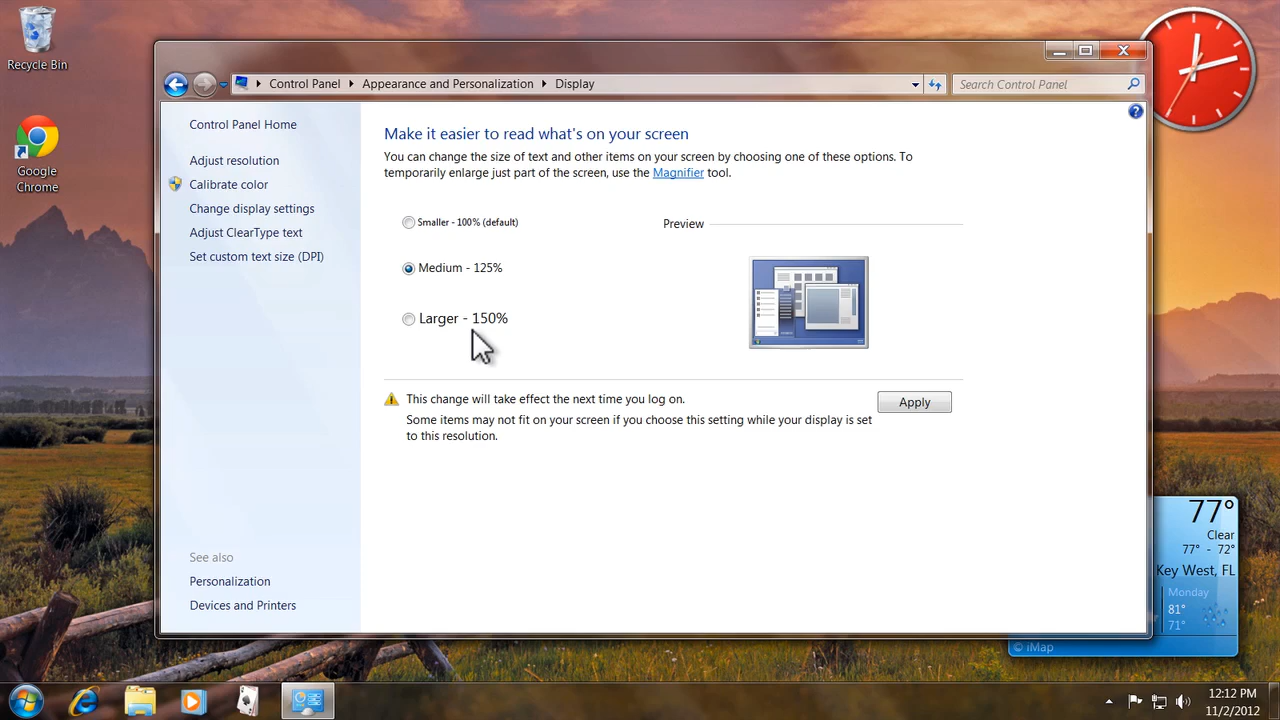 Recycle Bin
Google
Chrome
Control Panel
Appearance and Personalization
Display
Search Control Panel
Control Panel Home
Adjust resolution
Calibrate color
Change display settings
Adjust ClearType text
Set custom text size (DPI)
See also
Personalization
Devices and Printers
Make it easier to read what's on your screen
You can change the size of text and other items on your screen by choosing one of these options. To
temporarily enlarge just part of the screen, use the Magnifier tool.
Smaller - 100% (default)
Medium - 125%
Larger - 150%
Preview
This change will take effect the next time you log on.
Some items may not fit on your screen if you choose this setting while your display is set
to this resolution.
Apply
77°
Clear
77° - 72°
Key West, FL
Monday
81°
71°
© iMap
12:12 PM
11/2/2012